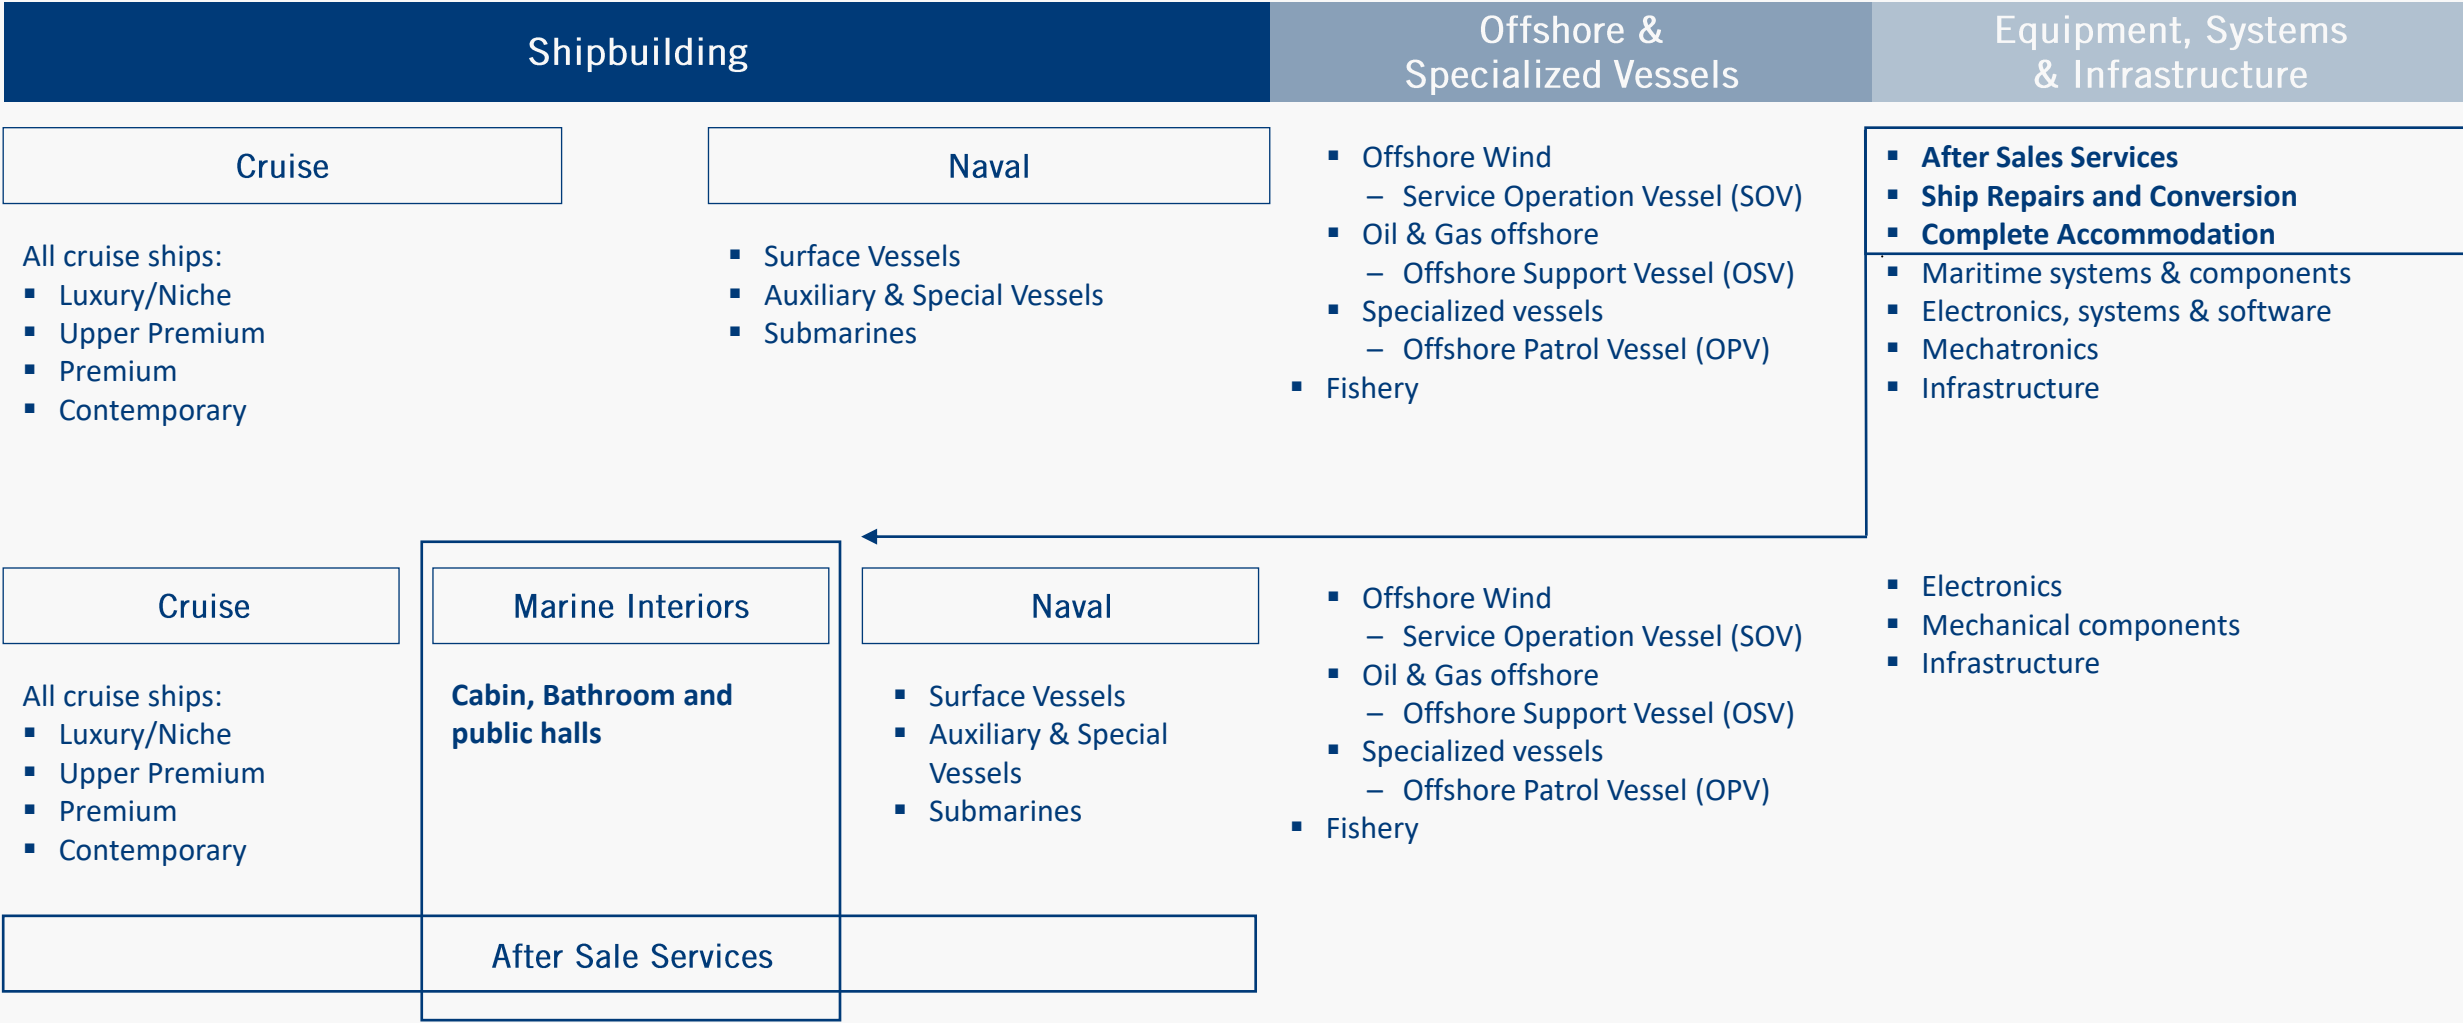 Shipbuilding
Offshore &
Specialized Vessels
Equipment, Systems
& Infrastructure
Cruise
All cruise ships:
▪ Luxury/Niche
▪ Upper Premium
▪ Premium
▪ Contemporary
Naval
▪ Surface Vessels
▪ Auxiliary & Special Vessels
▪ Submarines
▪ Offshore Wind
– Service Operation Vessel (SOV)
▪ Oil & Gas offshore
– Offshore Support Vessel (OSV)
▪ Specialized vessels
– Offshore Patrol Vessel (OPV)
▪ Fishery
▪ After Sales Services
▪ Ship Repairs and Conversion
▪ Complete Accommodation
▪ Maritime systems & components
▪ Electronics, systems & software
▪ Mechatronics
▪ Infrastructure
Cruise
All cruise ships:
▪ Luxury/Niche
▪ Upper Premium
▪ Premium
▪ Contemporary
Marine Interiors
Cabin, Bathroom and
public halls
Naval
▪ Surface Vessels
▪ Auxiliary & Special
Vessels
▪ Submarines
▪ Offshore Wind
– Service Operation Vessel (SOV)
▪ Oil & Gas offshore
– Offshore Support Vessel (OSV)
▪ Specialized vessels
– Offshore Patrol Vessel (OPV)
▪ Fishery
▪ Electronics
▪ Mechanical components
▪ Infrastructure
After Sale Services